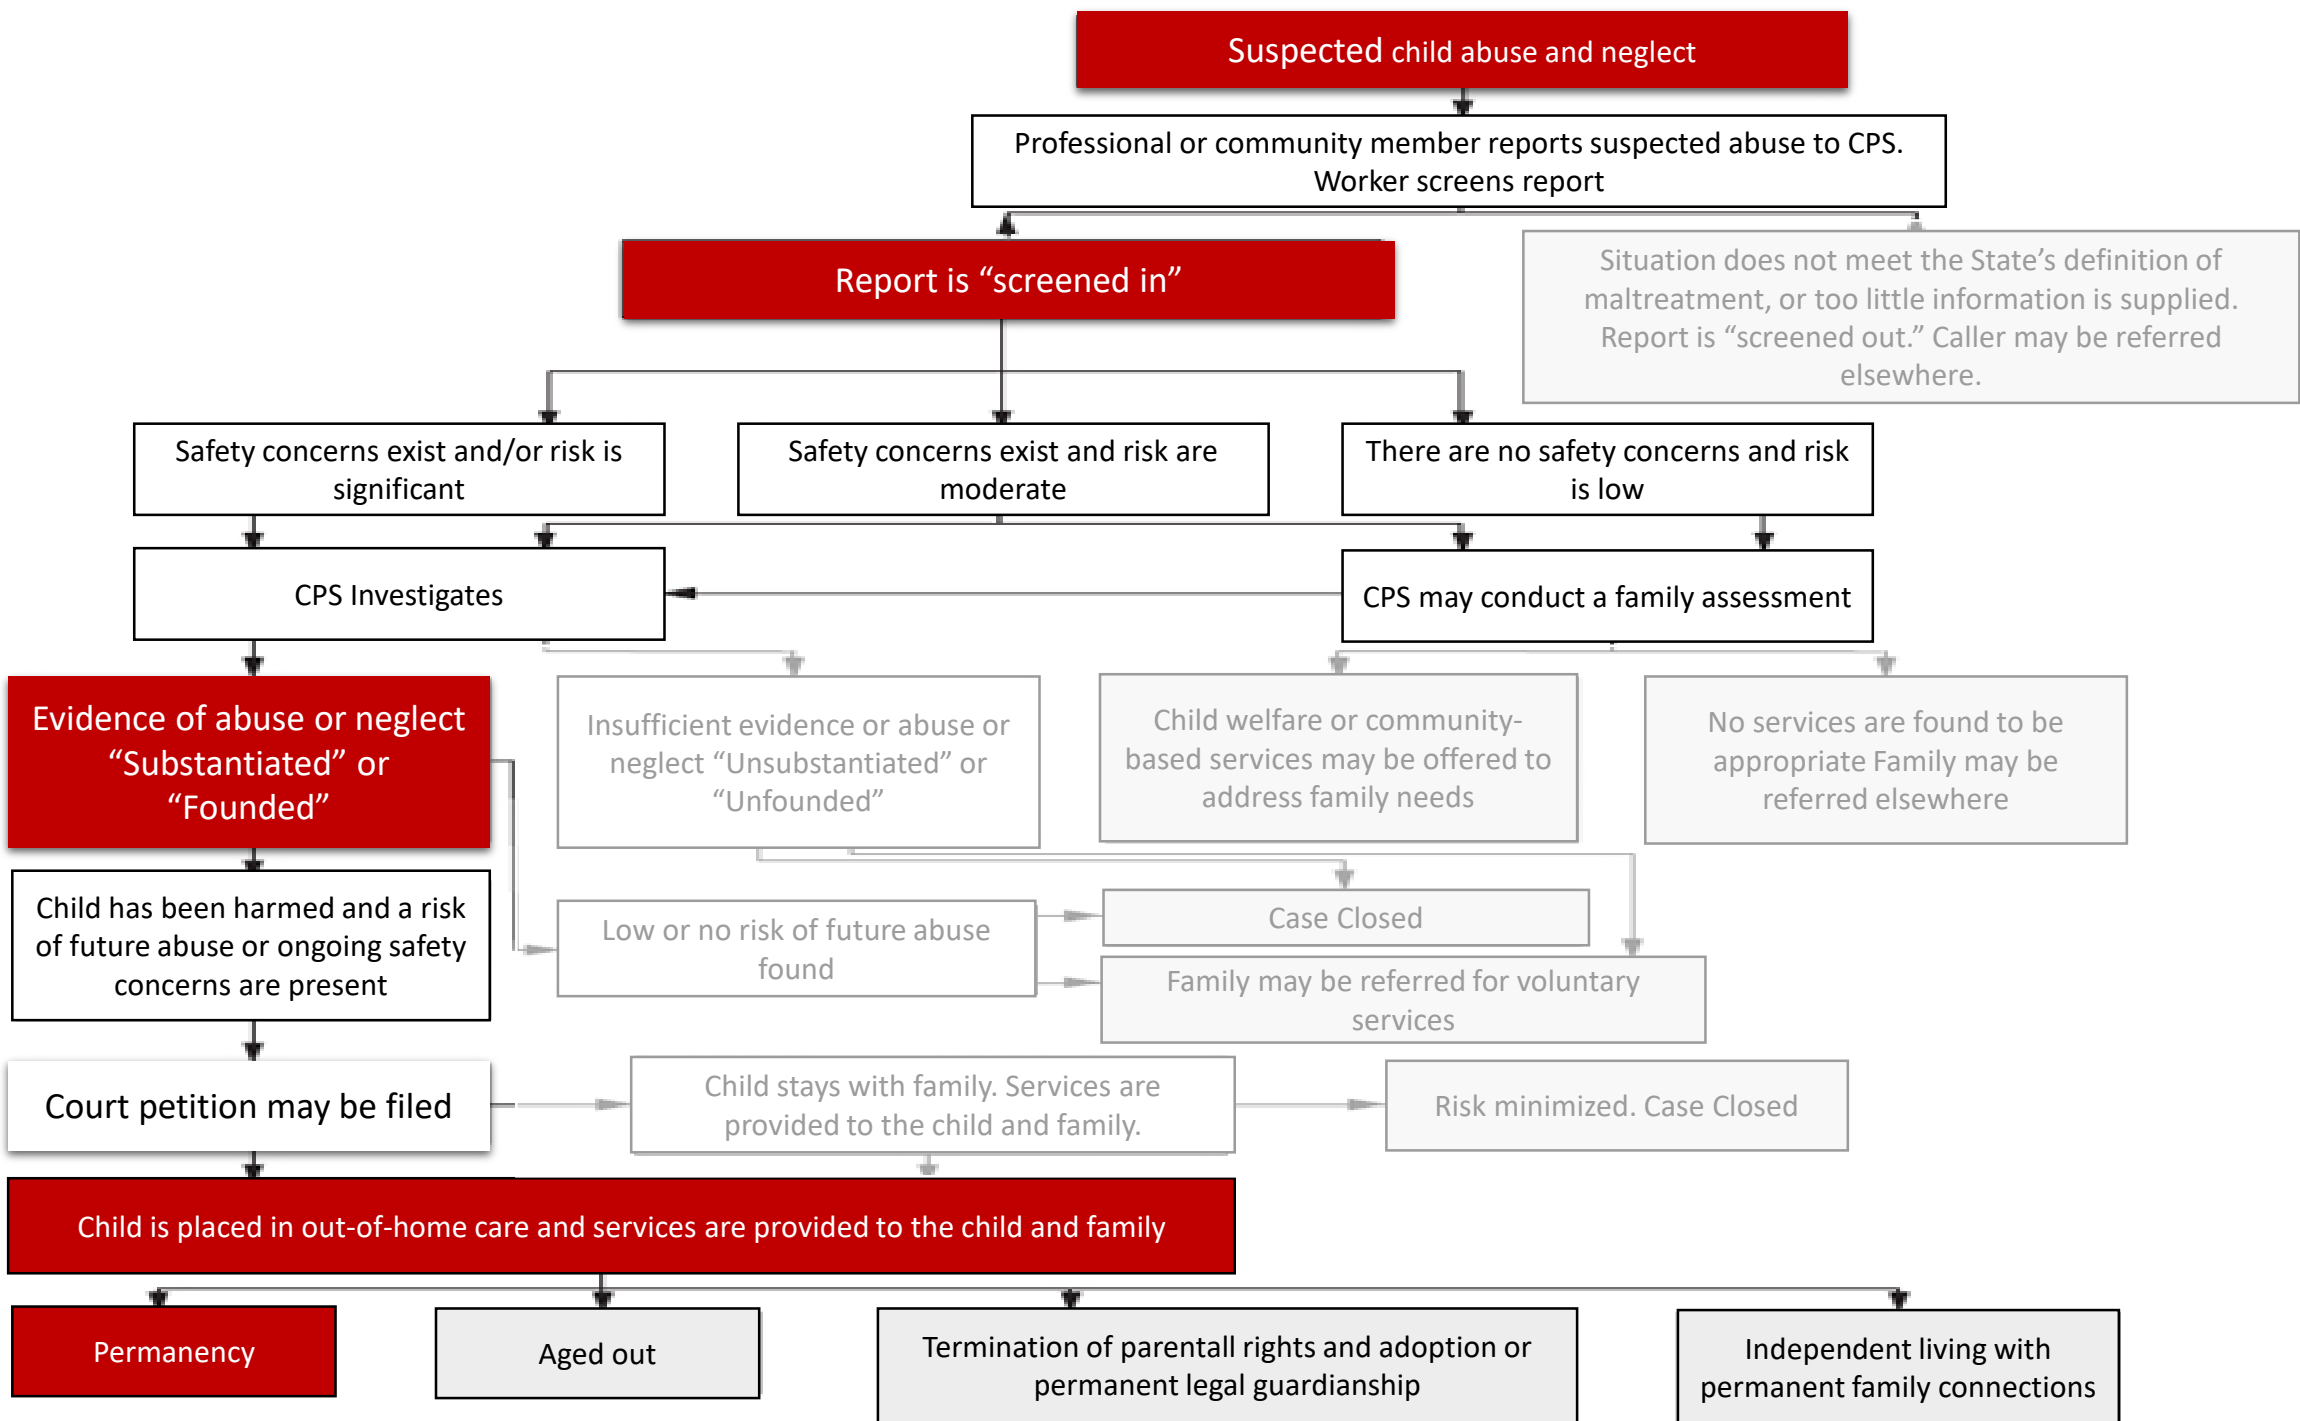 Suspected child abuse and neglect
Professional or community member reports suspected abuse to CPS.
Worker screens report
Report is “screened in”
Situation does not meet the State’s definition of
maltreatment, or too little information is supplied.
Report is “screened out.” Caller may be referred
elsewhere.
Safety concerns exist and/or risk is
significant
Safety concerns exist and risk are
moderate
There are no safety concerns and risk
is low
CPS Investigates
CPS may conduct a family assessment
Evidence of abuse or neglect
“Substantiated” or
“Founded”
Insufficient evidence or abuse or
neglect “Unsubstantiated” or
“Unfounded”
Child welfare or community-
based services may be offered to
address family needs
No services are found to be
appropriate Family may be
referred elsewhere
Child has been harmed and a risk
of future abuse or ongoing safety
concerns are present
Low or no risk of future abuse
found
Case Closed
Family may be referred for voluntary
services
Court petition may be filed
Child stays with family. Services are
provided to the child and family.
Risk minimized. Case Closed
Child is placed in out-of-home care and services are provided to the child and family
Permanency
Aged out
Termination of parentall rights and adoption or
permanent legal guardianship
Independent living with
permanent family connections